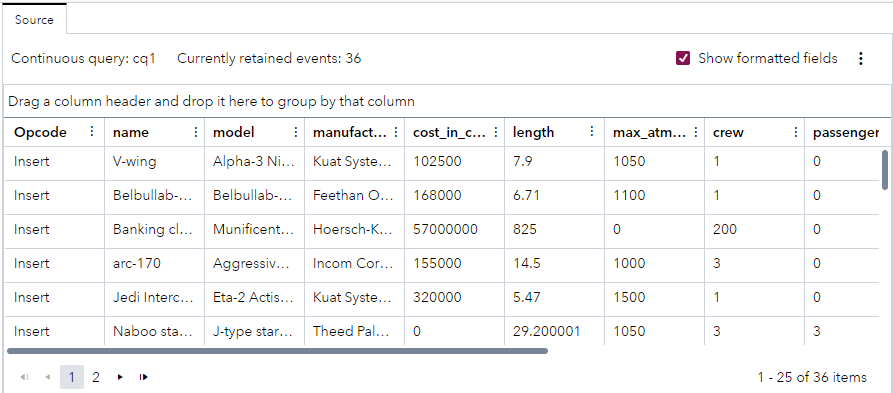 Source
Continuous query: cq1 Currently retained events: 36 Show formatted fields
Drag a column header and drop it here to group by that column
Opcode name model manufact... cost_in_c... length max_atm... crew passenger
Insert V-wing Alpha-3 Ni... Kuat Syste... 102500 7.9 1050 1 0
Insert Belbullab-... Belbullab-... Feethan O... 168000 6.71 1100 1 0
Insert Banking cl... Munificent... Hoersch-K... 57000000 825 0 200 0
Insert arc-170 Aggressiv... Incom Cor... 155000 14.5 1000 3 0
Insert Jedi Interc... Eta-2 Actis... Kuat Syste... 320000 5.47 1500 1 0
Insert Naboo sta... J-type star... Theed Pal... 0 29.200001 1050 3 3
1 2 1 - 25 of 36 items